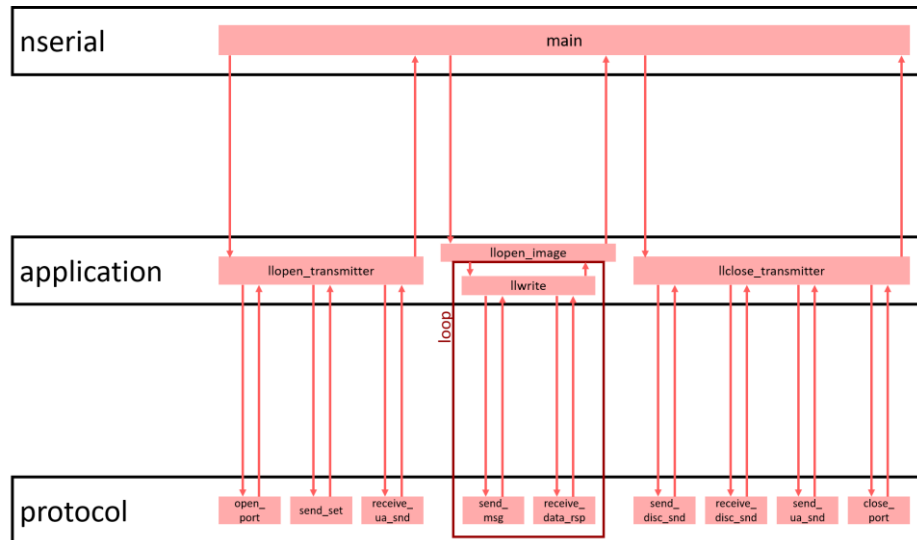 nserial
main
application
llopen_transmitter
llopen_image
llwrite
llclose_transmitter
loop
protocol
open_
port
send_set
receive_
ua_snd
send_
msg
receive_
data_rsp
send_
disc_snd
receive_
disc_snd
send_
ua_snd
close_
port